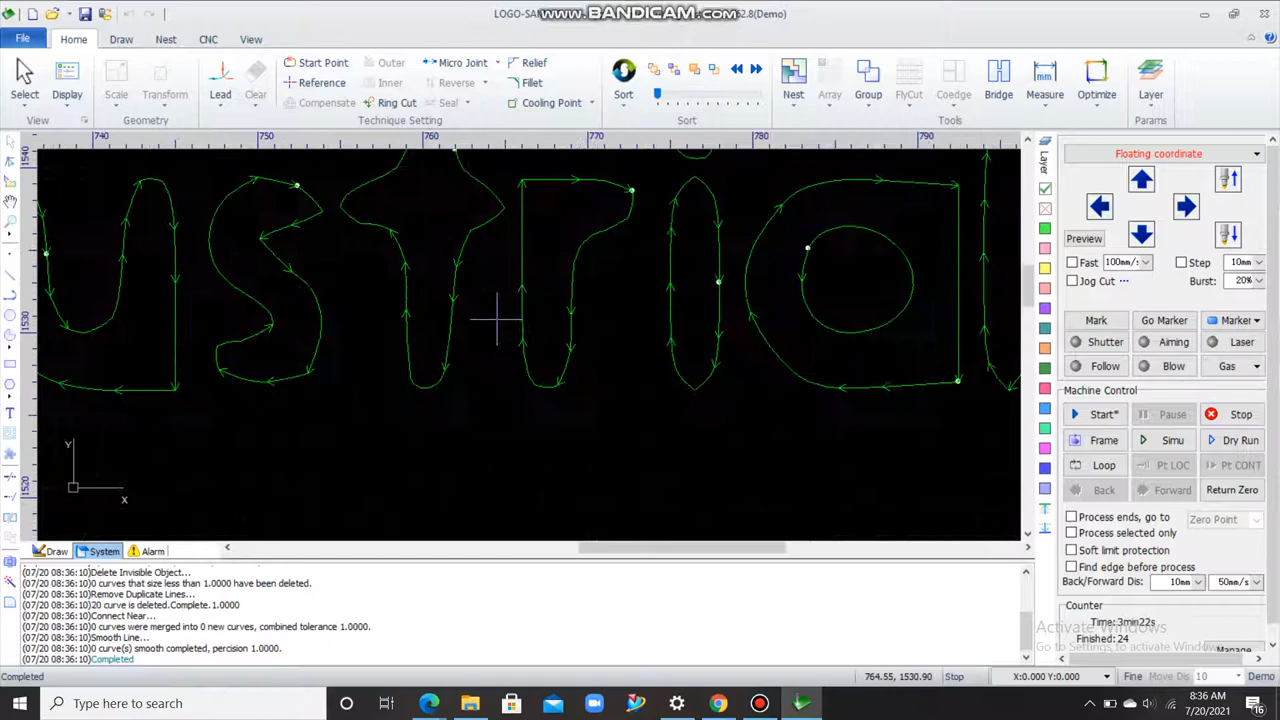 LOGO-SA
www.BANDICAM.com
2.8(Demo)
File
Home
Draw
Nest
CNC
View
Select
Display
Scale
Transform
Lead
Clear
Start Point
Reference
Compensate
Outer
Inner
Ring Cut
Micro Joint
Reverse
Seal
Relief
Fillet
Cooling Point
Sort
Nest
Array
Group
FlyCut
Coedge
Bridge
Measure
Optimize
Layer
View
Geometry
Technique Setting
Sort
Tools
Params
740
750
760
770
780
790
1540
1530
1520
Y
X
Layer
Floating coordinate
Preview
Fast 100mm/s
Step 10mm
Jog Cut ...
Burst: 20%
Mark Go Marker Marker
Shutter Aiming Laser
Follow Blow Gas
Machine Control
Start* Pause Stop
Frame Simu Dry Run
Loop Pt LOC Pt CONT
Back Forward Return Zero
Process ends, go to Zero Point
Process selected only
Soft limit protection
Find edge before process
Back/Forward Dis: 10mm 50mm/s
Counter
Time: 3min22s
Finished: 24
Manage
Activate Windows
Go to Settings to activate Windows
Draw System Alarm
(07/20 08:36:10)Delete Invisible Object...
(07/20 08:36:10)0 curves that size less than 1.0000 have been deleted.
(07/20 08:36:10)Remove Duplicate Lines...
(07/20 08:36:10)20 curve is deleted.Complete.1.0000
(07/20 08:36:10)Connect Near...
(07/20 08:36:10)0 curves were merged into 0 new curves, combined tolerance 1.0000.
(07/20 08:36:10)Smooth Line...
(07/20 08:36:10)0 curve(s) smooth completed, percision 1.0000.
(07/20 08:36:10)Completed
Completed
764.55, 1530.90 Stop X:0.000 Y:0.000 Fine Move Dis 10 Demo
Type here to search
8:36 AM
7/20/2021
16